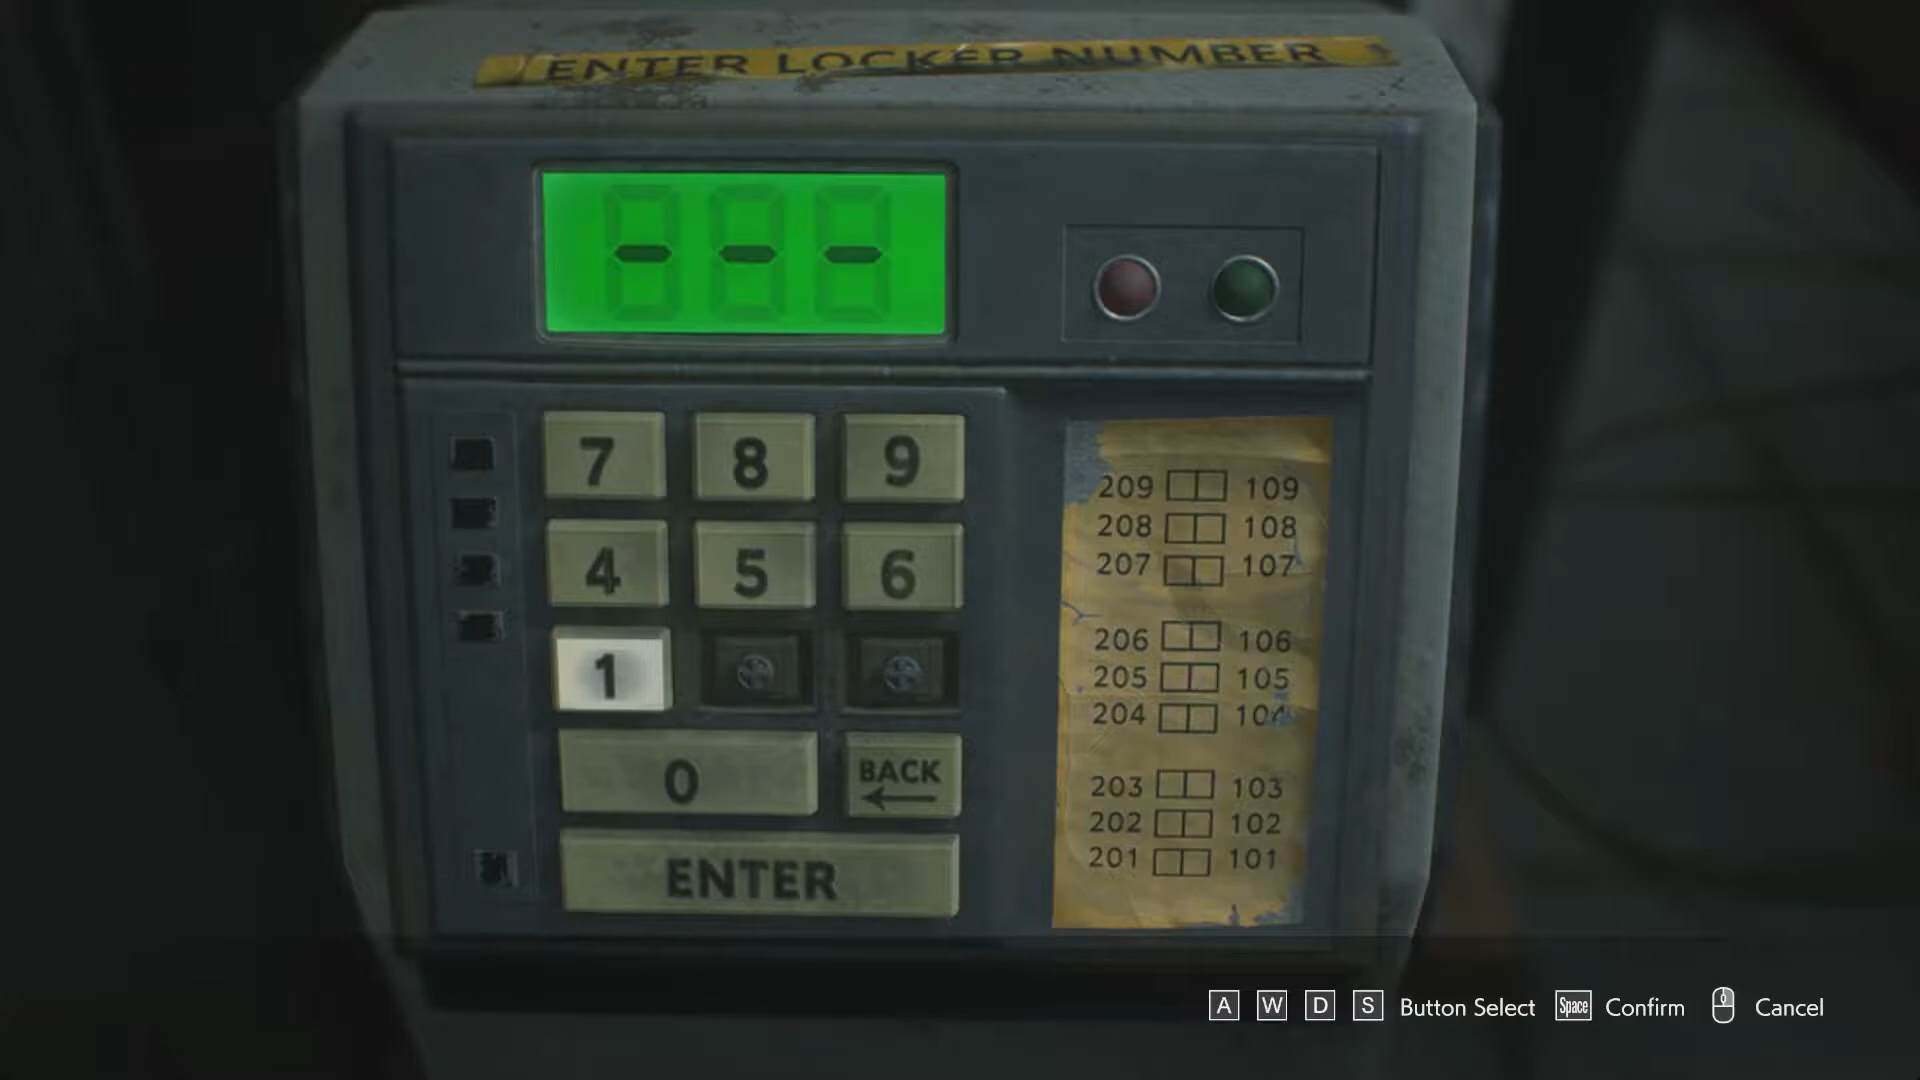 ENTER LOCKER NUMBER
---
7 8 9
4 5 6
1
0 BACK
ENTER
209 109
208 108
207 107
206 106
205 105
204 104
203 103
202 102
201 101
A W D S Button Select Space Confirm Cancel